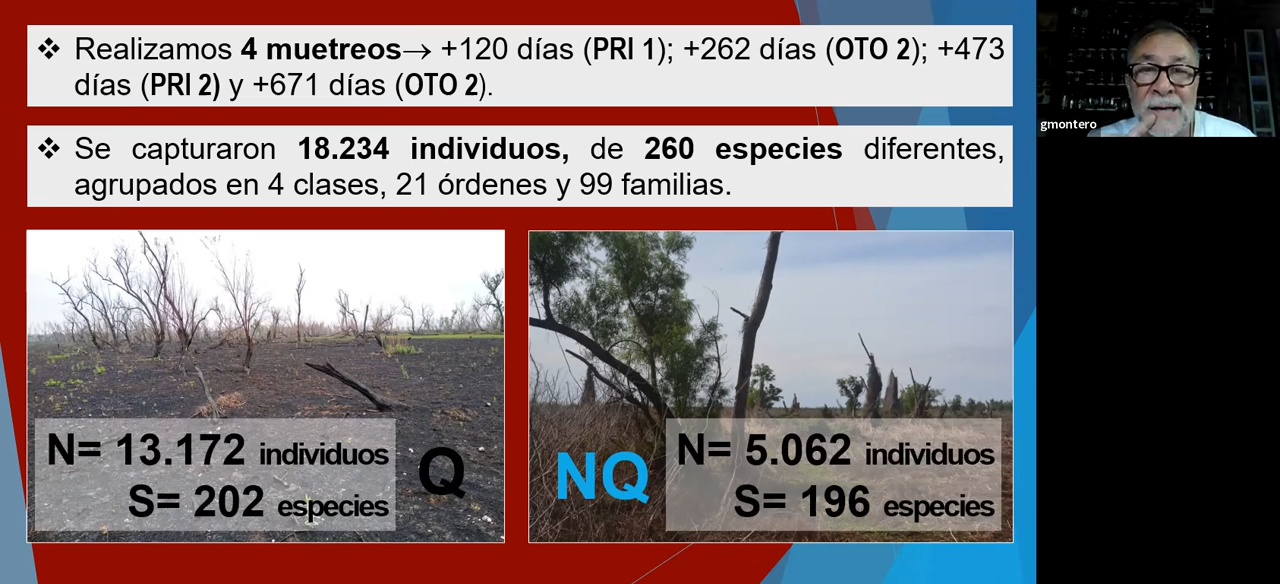 ❖ Realizamos 4 muetreos→ +120 días (PRI 1); +262 días (OTO 2); +473
días (PRI 2) y +671 días (OTO 2).
❖ Se capturaron 18.234 individuos, de 260 especies diferentes,
agrupados en 4 clases, 21 órdenes y 99 familias.
N= 13.172 individuos
S= 202 especies
Q
NQ
N= 5.062 individuos
S= 196 especies
gmontero